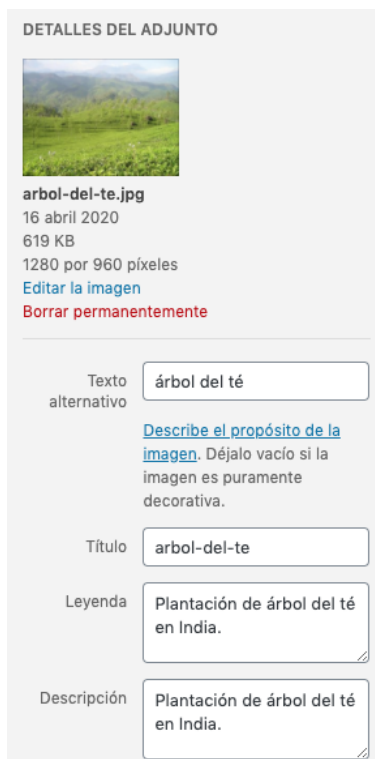 DETALLES DEL ADJUNTO
arbol-del-te.jpg
16 abril 2020
619 KB
1280 por 960 píxeles
Editar la imagen
Borrar permanentemente
Texto
alternativo
árbol del té
Describe el propósito de la
imagen. Déjalo vacío si la
imagen es puramente
decorativa.
Título
arbol-del-te
Leyenda
Plantación de árbol del té
en India.
Descripción
Plantación de árbol del té
en India.